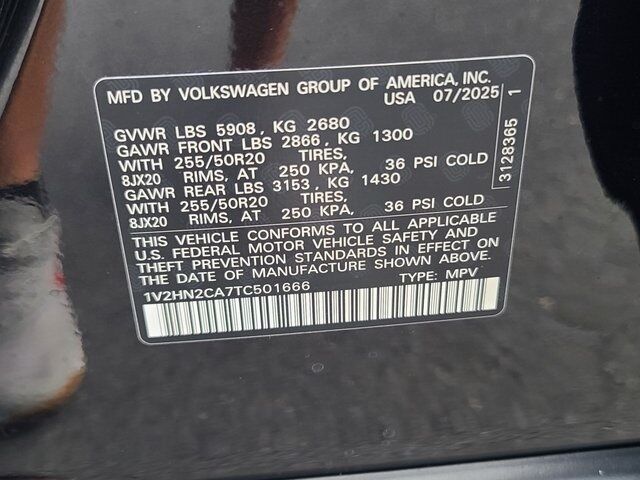 MFD BY VOLKSWAGEN GROUP OF AMERICA, INC.
USA 07/2025
GVWR LBS 5908, KG 2680
GAWR FRONT LBS 2866, KG 1300
WITH 255/50R20 TIRES,
8JX20 RIMS, AT 250 KPA, 36 PSI COLD
GAWR REAR LBS 3153, KG 1430
WITH 255/50R20 TIRES,
8JX20 RIMS, AT 250 KPA, 36 PSI COLD
THIS VEHICLE CONFORMS TO ALL APPLICABLE
U.S. FEDERAL MOTOR VEHICLE SAFETY AND
THEFT PREVENTION STANDARDS IN EFFECT ON
THE DATE OF MANUFACTURE SHOWN ABOVE.
1V2HN2CA7TC501666 TYPE: MPV
3128365 1